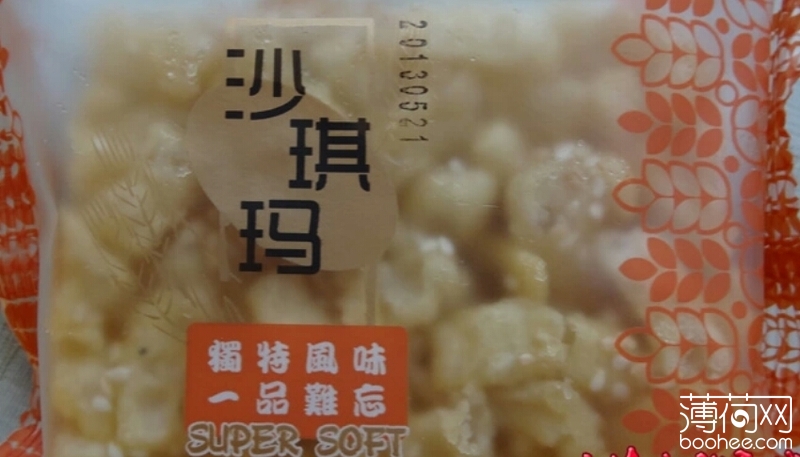 沙琪玛
20130521
獨特風味
一品難忘
SUPER SOFT
薄荷网
boohee.com